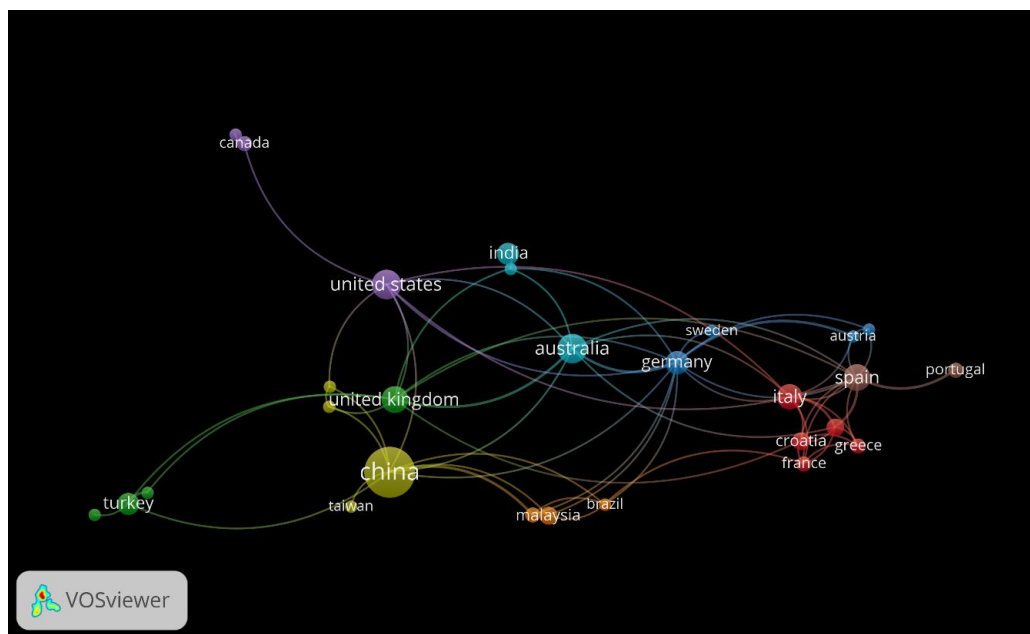 canada
india
united states
sweden
austria
australia
germany
portugal
spain
italy
united kingdom
croatia
greece
france
china
turkey
taiwan
malaysia
brazil
VOSviewer